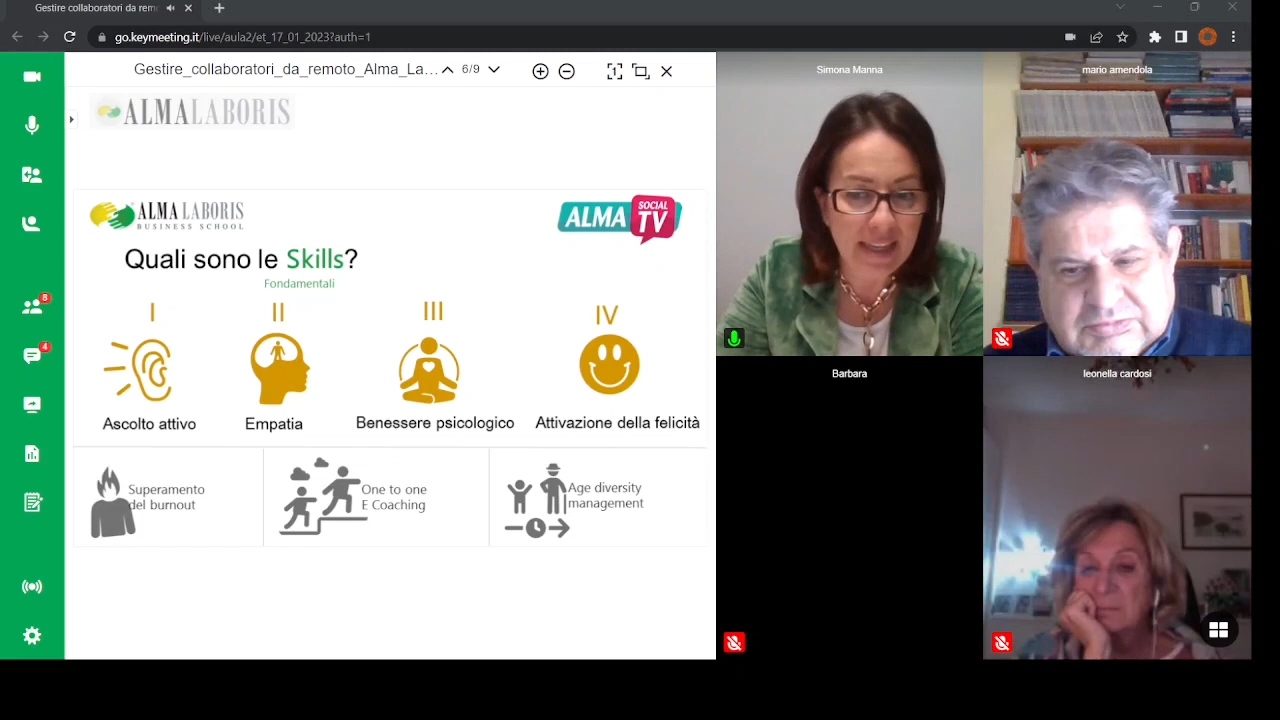 Gestire collaboratori da rem
go.keymeeting.it/live/aula2/et_17_01_2023?auth=1
Gestire_collaboratori_da_remoto_Alma_La...
6/9
1
ALMALABORIS
ALMA LABORIS
BUSINESS SCHOOL
ALMA SOCIAL TV
Quali sono le Skills?
Fondamentali
I
II
III
IV
Ascolto attivo
Empatia
Benessere psicologico
Attivazione della felicità
Superamento
del burnout
One to one
E Coaching
Age diversity
management
8
4
Simona Manna
mario amendola
Barbara
leonella cardosi